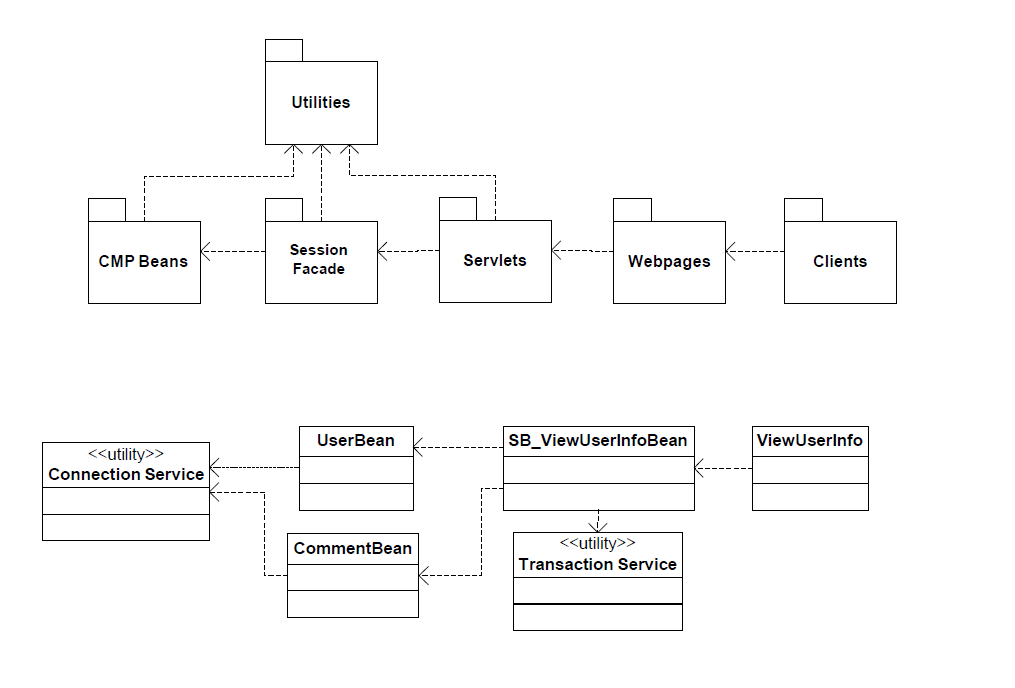 Utilities
CMP Beans
Session
Facade
Servlets
Webpages
Clients
<<utility>>
Connection Service
UserBean
SB_ViewUserInfoBean
ViewUserInfo
CommentBean
<<utility>>
Transaction Service